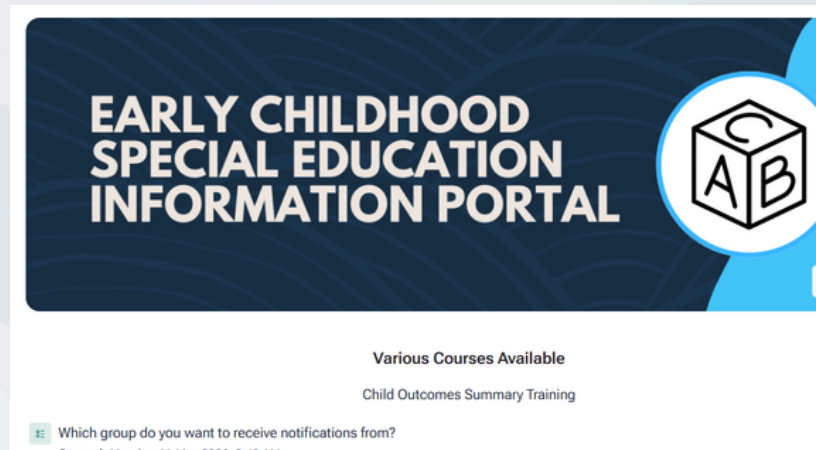 EARLY CHILDHOOD
SPECIAL EDUCATION
INFORMATION PORTAL
C
A B
Various Courses Available
Child Outcomes Summary Training
Which group do you want to receive notifications from?